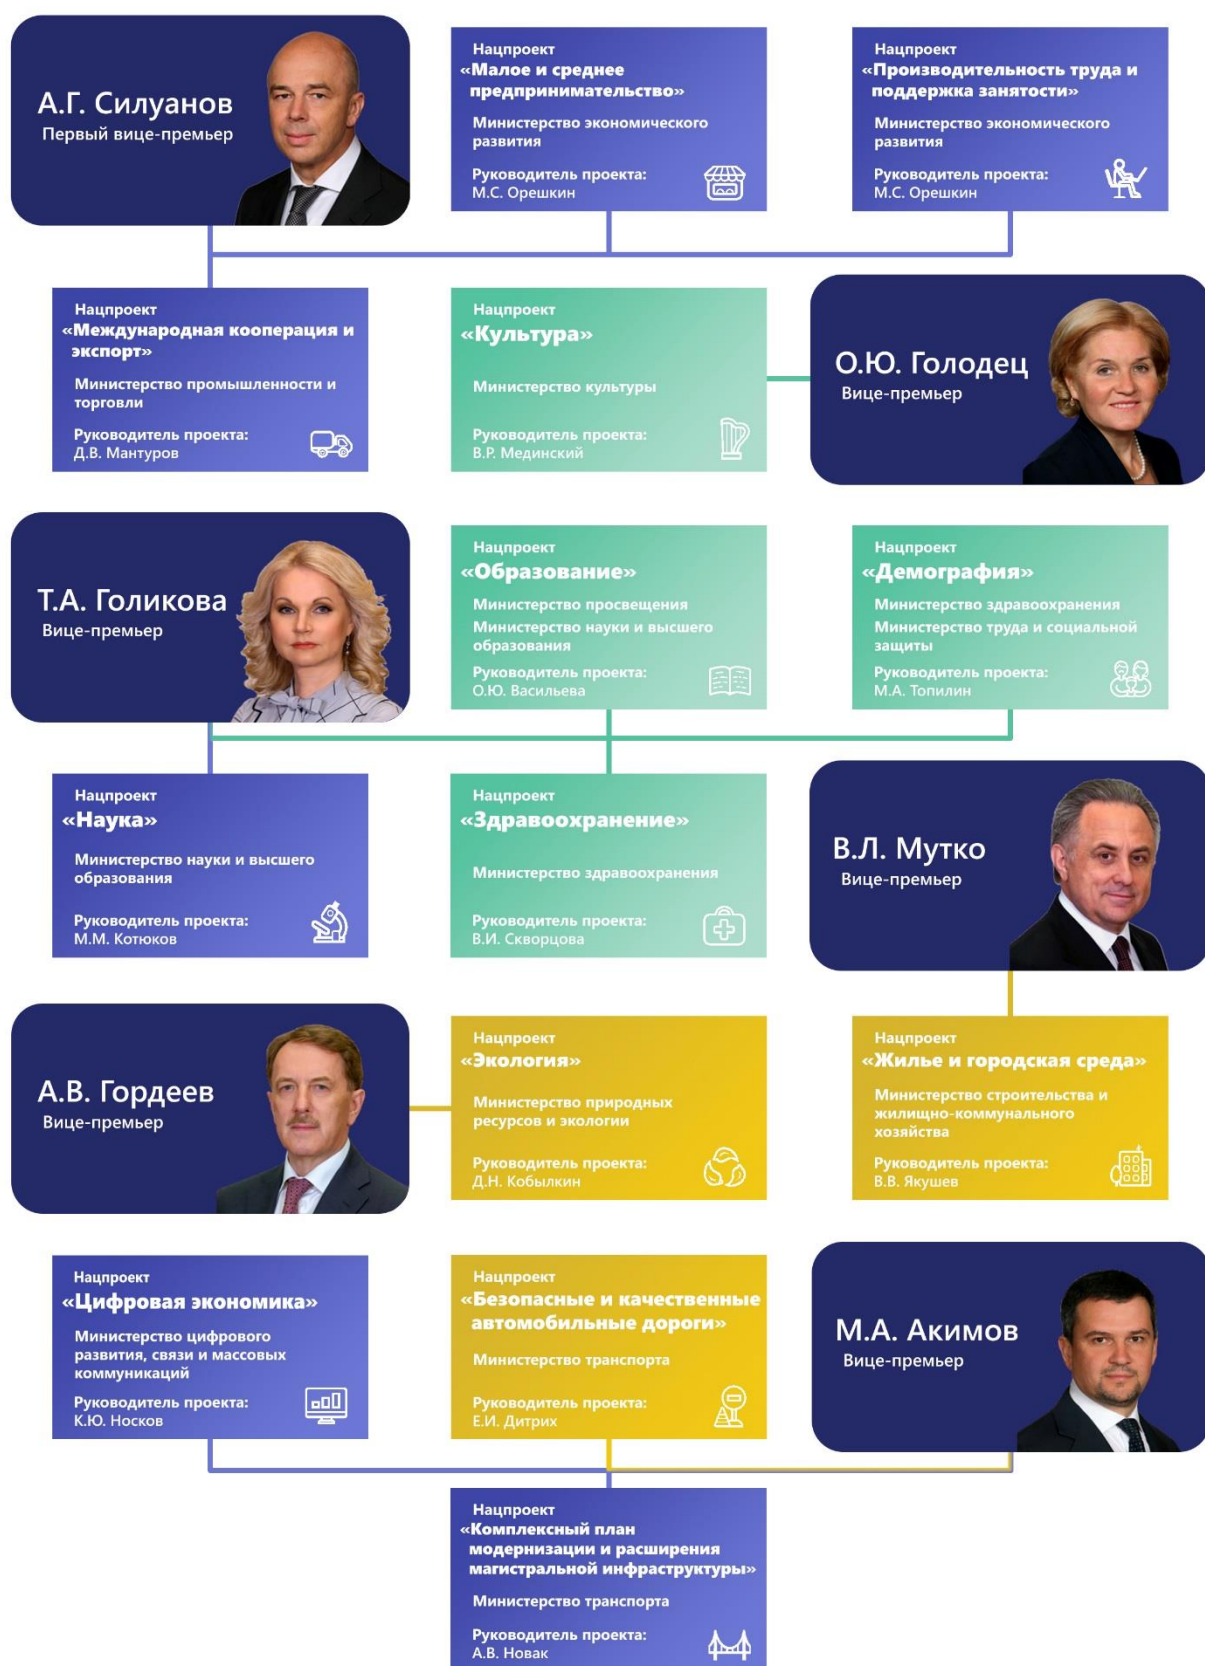 А.Г. Силуанов
Первый вице-премьер
Нацпроект
«Малое и среднее
предпринимательство»
Министерство экономического
развития
Руководитель проекта:
М.С. Орешкин
Нацпроект
«Производительность труда и
поддержка занятости»
Министерство экономического
развития
Руководитель проекта:
М.С. Орешкин
Нацпроект
«Международная кооперация и
экспорт»
Министерство промышленности и
торговли
Руководитель проекта:
Д.В. Мантуров
Нацпроект
«Культура»
Министерство культуры
Руководитель проекта:
В.Р. Мединский
О.Ю. Голодец
Вице-премьер
Т.А. Голикова
Вице-премьер
Нацпроект
«Образование»
Министерство просвещения
Министерство науки и высшего
образования
Руководитель проекта:
О.Ю. Васильева
Нацпроект
«Демография»
Министерство здравоохранения
Министерство труда и социальной
защиты
Руководитель проекта:
М.А. Топилин
Нацпроект
«Наука»
Министерство науки и высшего
образования
Руководитель проекта:
М.М. Котюков
Нацпроект
«Здравоохранение»
Министерство здравоохранения
Руководитель проекта:
В.И. Скворцова
В.Л. Мутко
Вице-премьер
А.В. Гордеев
Вице-премьер
Нацпроект
«Экология»
Министерство природных
ресурсов и экологии
Руководитель проекта:
Д.Н. Кобылкин
Нацпроект
«Жилье и городская среда»
Министерство строительства и
жилищно-коммунального
хозяйства
Руководитель проекта:
В.В. Якушев
Нацпроект
«Цифровая экономика»
Министерство цифрового
развития, связи и массовых
коммуникаций
Руководитель проекта:
К.Ю. Носков
Нацпроект
«Безопасные и качественные
автомобильные дороги»
Министерство транспорта
Руководитель проекта:
Е.И. Дитрих
М.А. Акимов
Вице-премьер
Нацпроект
«Комплексный план
модернизации и расширения
магистральной инфраструктуры»
Министерство транспорта
Руководитель проекта:
А.В. Новак